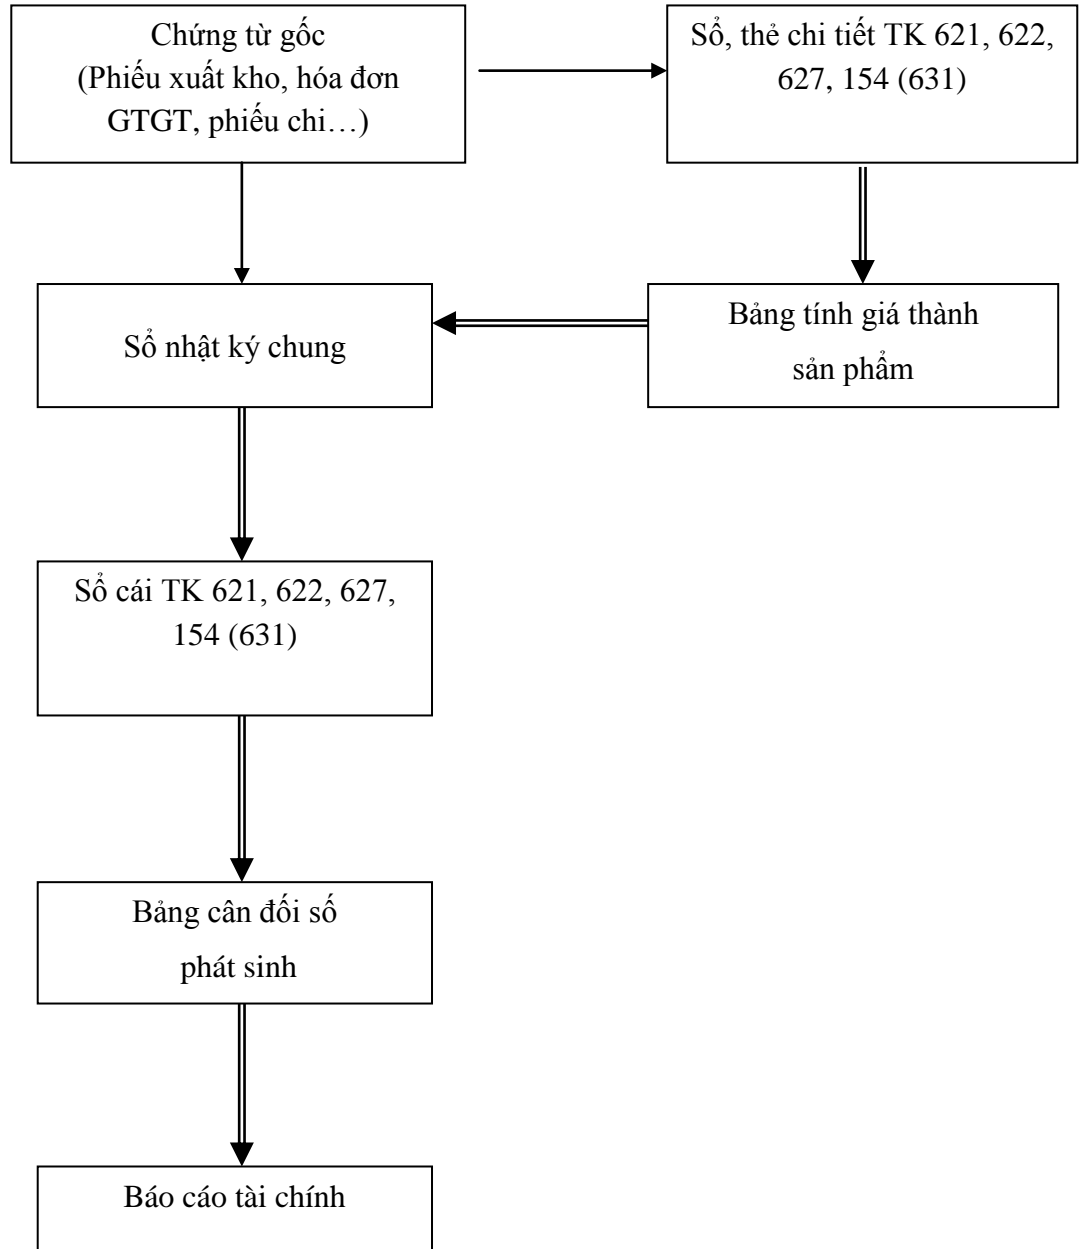 Chứng từ gốc
(Phiếu xuất kho, hóa đơn
GTGT, phiếu chi…)
Sổ, thẻ chi tiết TK 621, 622,
627, 154 (631)
Sổ nhật ký chung
Bảng tính giá thành
sản phẩm
Sổ cái TK 621, 622, 627,
154 (631)
Bảng cân đối số
phát sinh
Báo cáo tài chính